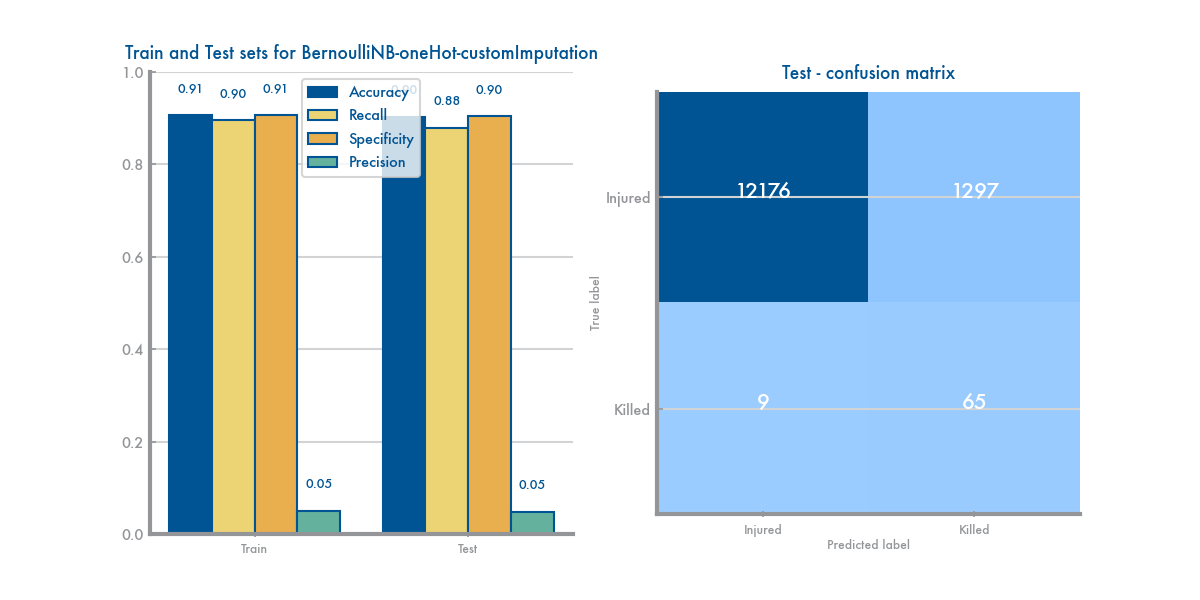 Train and Test sets for BernoulliNB-oneHot-customImputation
1.0
0.8
0.6
0.4
0.2
0.0
0.91
0.90
0.91
0.05
0.90
0.88
0.90
0.05
Accuracy
Recall
Specificity
Precision
Train
Test
Test - confusion matrix
True label
Injured
Killed
12176
1297
9
65
Injured
Killed
Predicted label